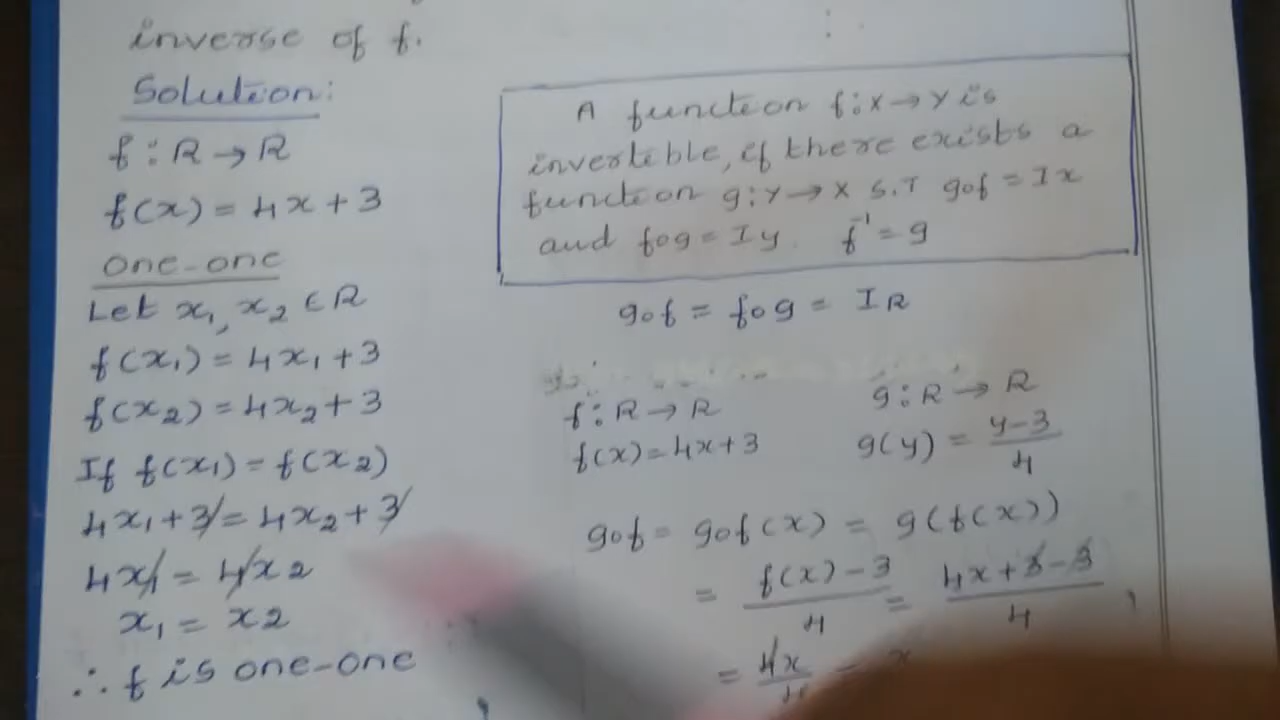 inverse of f.
Solution:
f : R → R
f(x) = 4x + 3
one-one
Let x₁, x₂ ∈ R
f(x₁) = 4x₁ + 3
f(x₂) = 4x₂ + 3
If f(x₁) = f(x₂)
4x₁ + 3 = 4x₂ + 3
4x₁ = 4x₂
x₁ = x₂
∴ f is one-one
A function f : X → Y is
invertible, if there exists a
function g : Y → X s.T gof = Ix
and fog = Iy. f⁻¹ = g
gof = fog = I_R
f : R → R g : R → R
f(x) = 4x + 3 g(y) = (y-3)/4
gof = gof(x) = g(f(x))
= (f(x) - 3)/4 = (4x + 3 - 3)/4
= 4x/4 = x